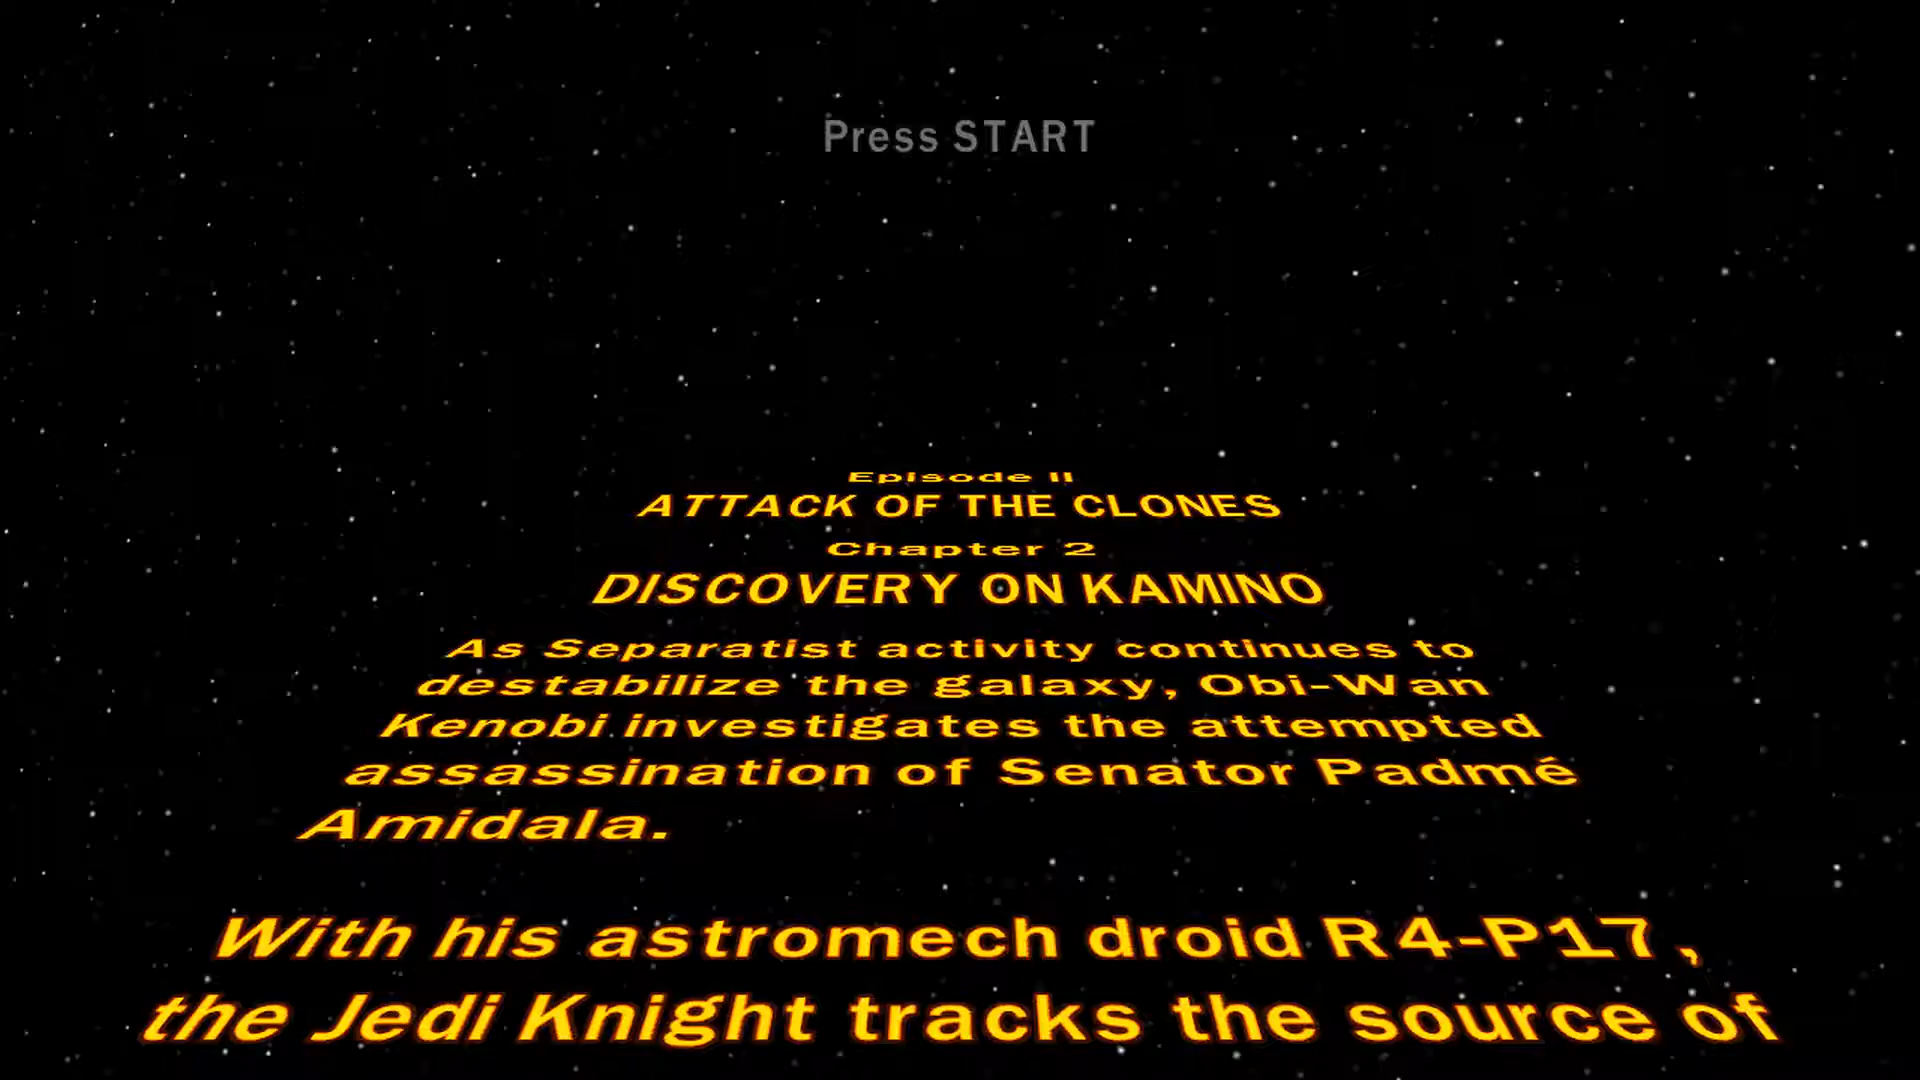 Press START
Episode II
ATTACK OF THE CLONES
Chapter 2
DISCOVERY ON KAMINO
As Separatist activity continues to
destabilize the galaxy, Obi-Wan
Kenobi investigates the attempted
assassination of Senator Padmé
Amidala.
With his astromech droid R4-P17,
the Jedi Knight tracks the source of